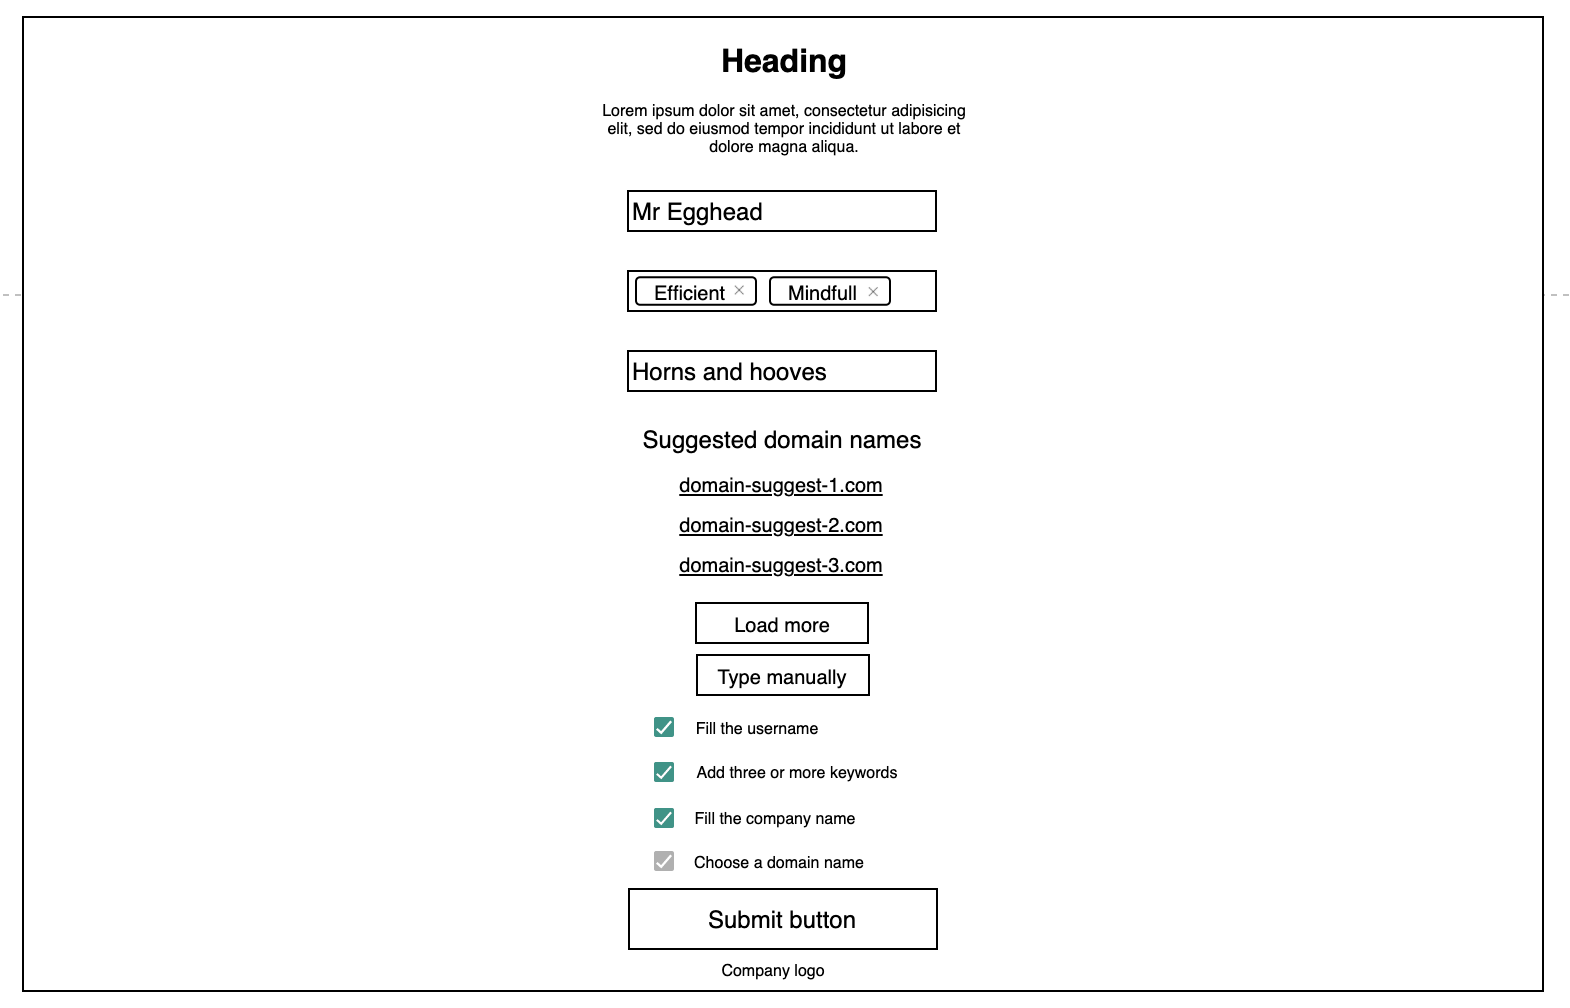 Heading
Lorem ipsum dolor sit amet, consectetur adipisicing
elit, sed do eiusmod tempor incididunt ut labore et
dolore magna aliqua.
Mr Egghead
Efficient × Mindfull ×
Horns and hooves
Suggested domain names
domain-suggest-1.com
domain-suggest-2.com
domain-suggest-3.com
Load more
Type manually
Fill the username
Add three or more keywords
Fill the company name
Choose a domain name
Submit button
Company logo